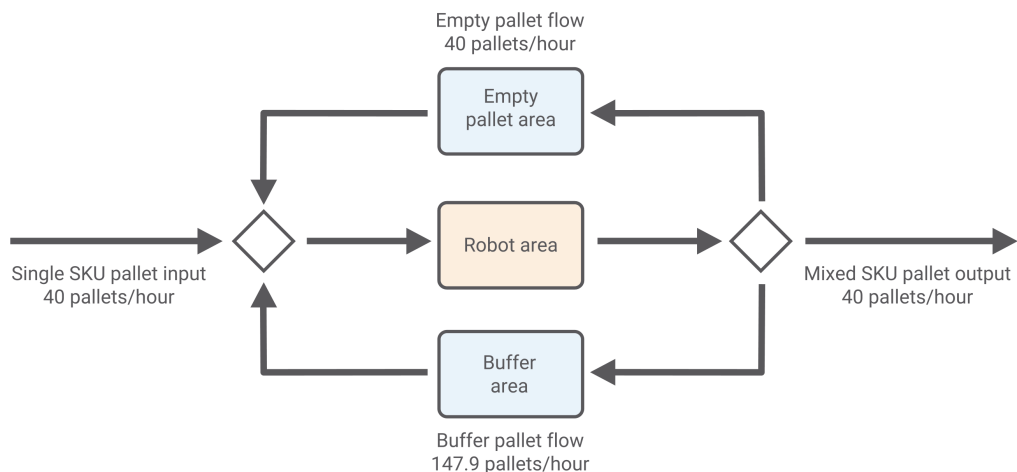 Empty pallet flow
40 pallets/hour
Empty
pallet area
Robot area
Single SKU pallet input
40 pallets/hour
Mixed SKU pallet output
40 pallets/hour
Buffer
area
Buffer pallet flow
147.9 pallets/hour